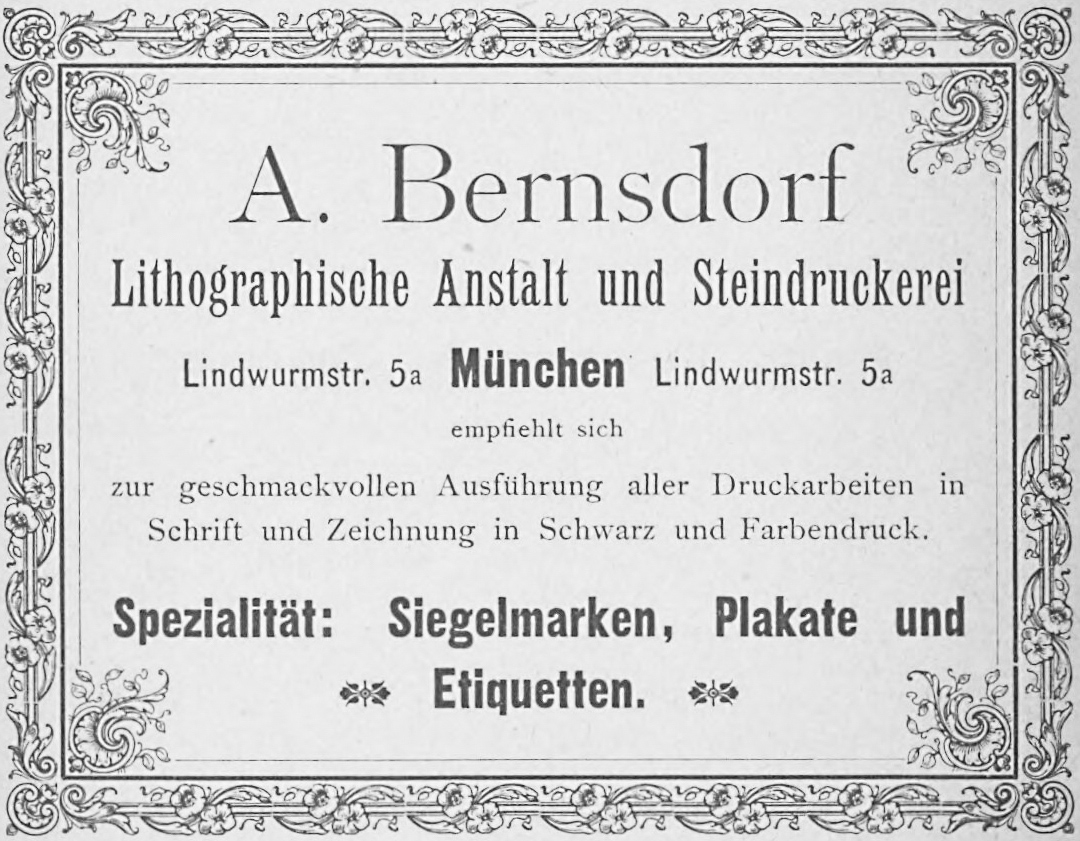 A. Bernsdorf
Lithographische Anstalt und Steindruckerei
Lindwurmstr. 5a München Lindwurmstr. 5a
empfiehlt sich
zur geschmackvollen Ausführung aller Druckarbeiten in
Schrift und Zeichnung in Schwarz und Farbendruck.
Spezialität: Siegelmarken, Plakate und
Etiquetten.